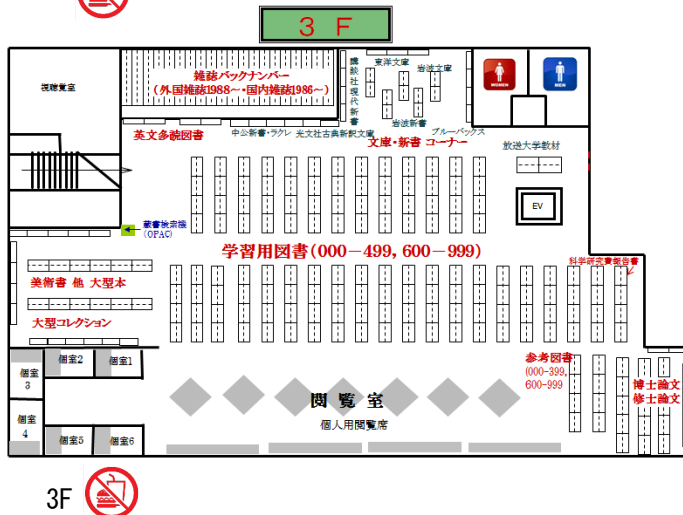 3 F
視聴覚室
雑誌バックナンバー
(外国雑誌1988～・国内雑誌1986～)
講談社現代新書
東洋文庫
岩波文庫
WOMEN
MEN
英文多読図書
中公新書・ラクレ
光文社古典新訳文庫
岩波新書
ブルーバックス
文庫・新書 コーナー
放送大学教材
EV
蔵書検索機
(OPAC)
学習用図書(000－499, 600－999)
科学研究費報告書
美術書 他 大型本
大型コレクション
個室2
個室1
個室
3
個室
4
個室5
個室6
参考図書
(000-399,
600-999
博士論文
修士論文
閲覧室
個人用閲覧席
3F